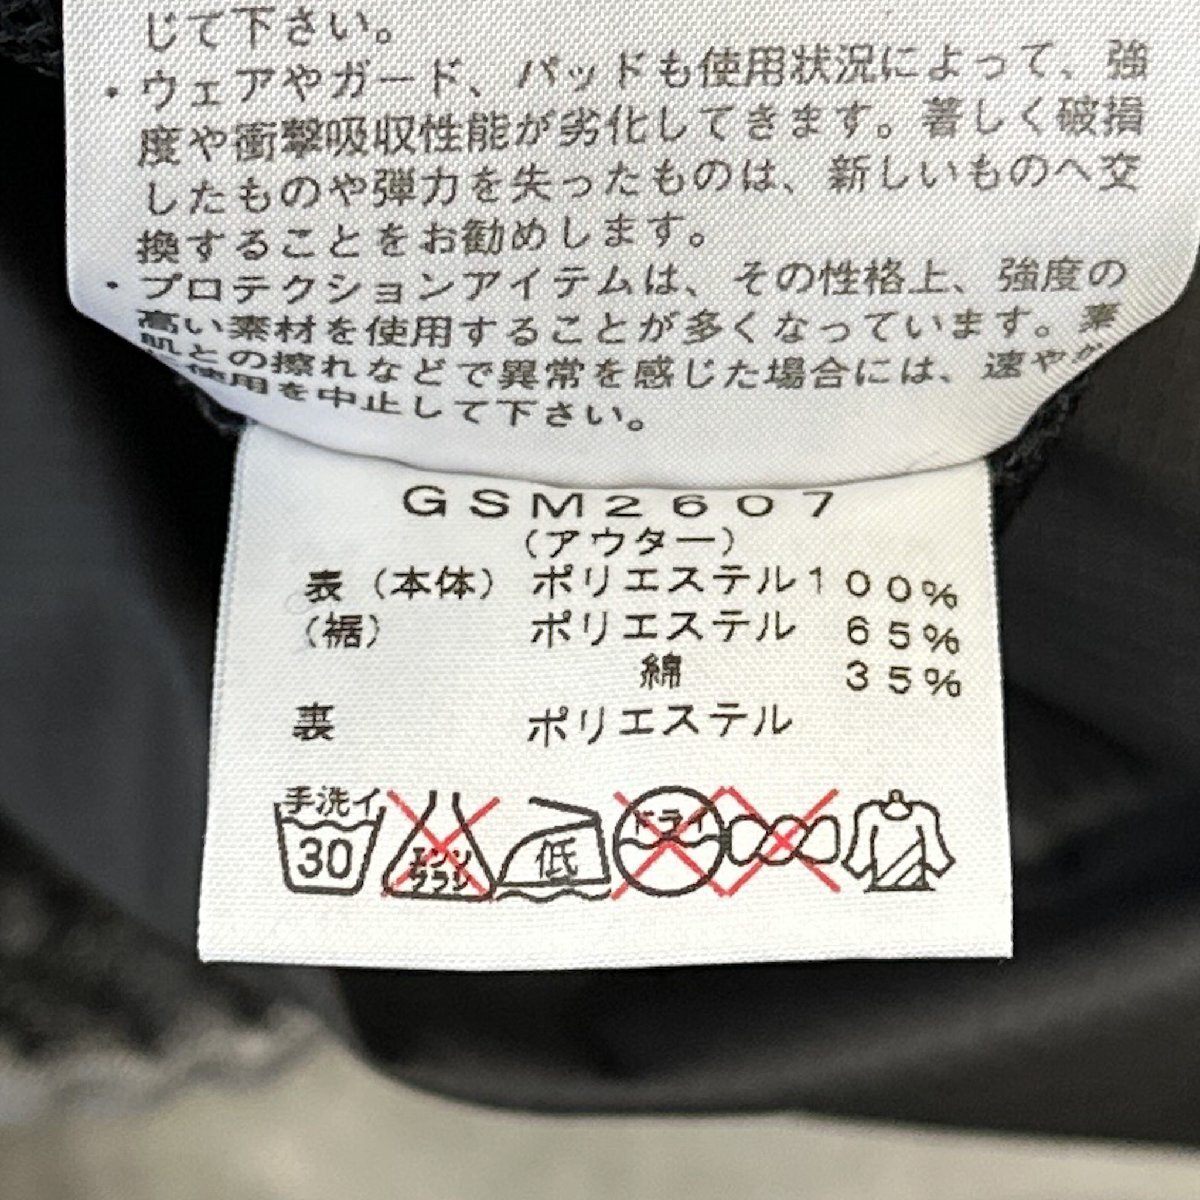 じて下さい。
・ウェアやガード、パッドも使用状況によって、強
度や衝撃吸収性能が劣化してきます。著しく破損
したものや弾力を失ったものは、新しいものへ交
換することをお勧めします。
・プロテクションアイテムは、その性格上、強度の
高い素材を使用することが多くなっています。素
肌との擦れなどで異常を感じた場合には、速やか
に使用を中止して下さい。
GSM2607
(アウター)
表(本体) ポリエステル100%
(裾) ポリエステル 65%
綿 35%
裏 ポリエステル
手洗イ
30
エンソ
サラシ
低
ドライ